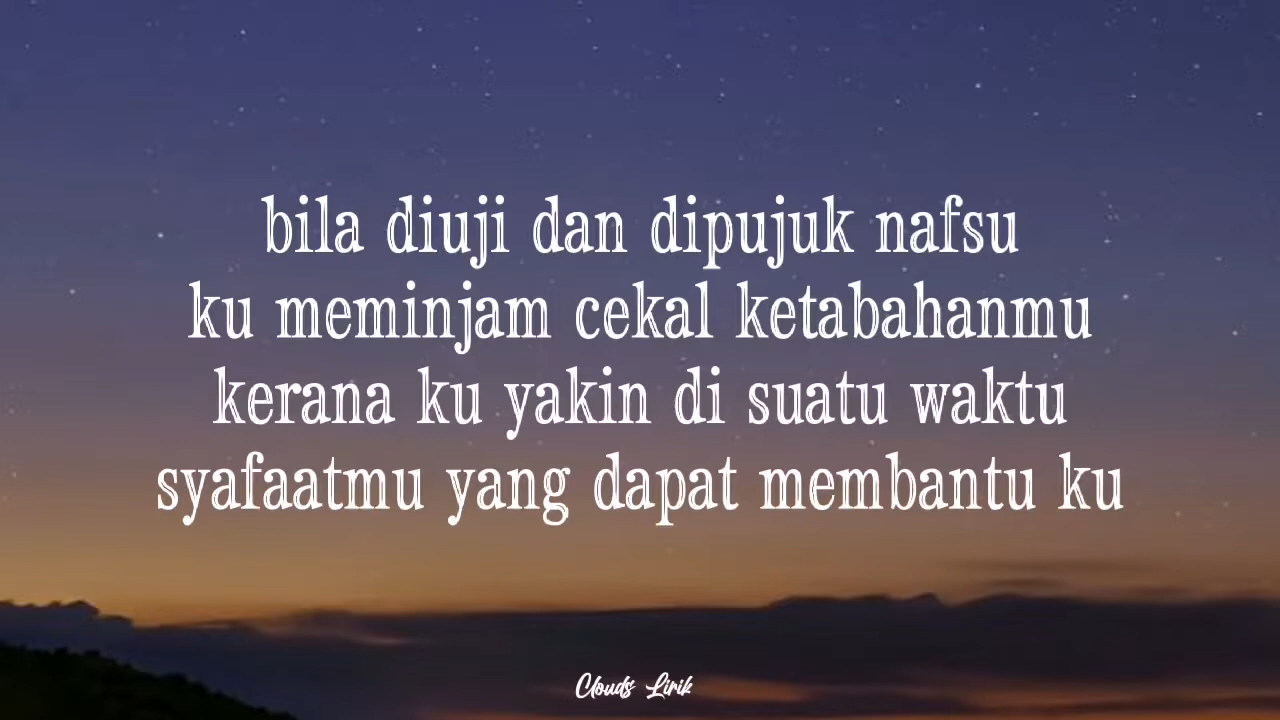 bila diuji dan dipujuk nafsu
ku meminjam cekal ketabahanmu
kerana ku yakin di suatu waktu
syafaatmu yang dapat membantu ku
Clouds Lirik